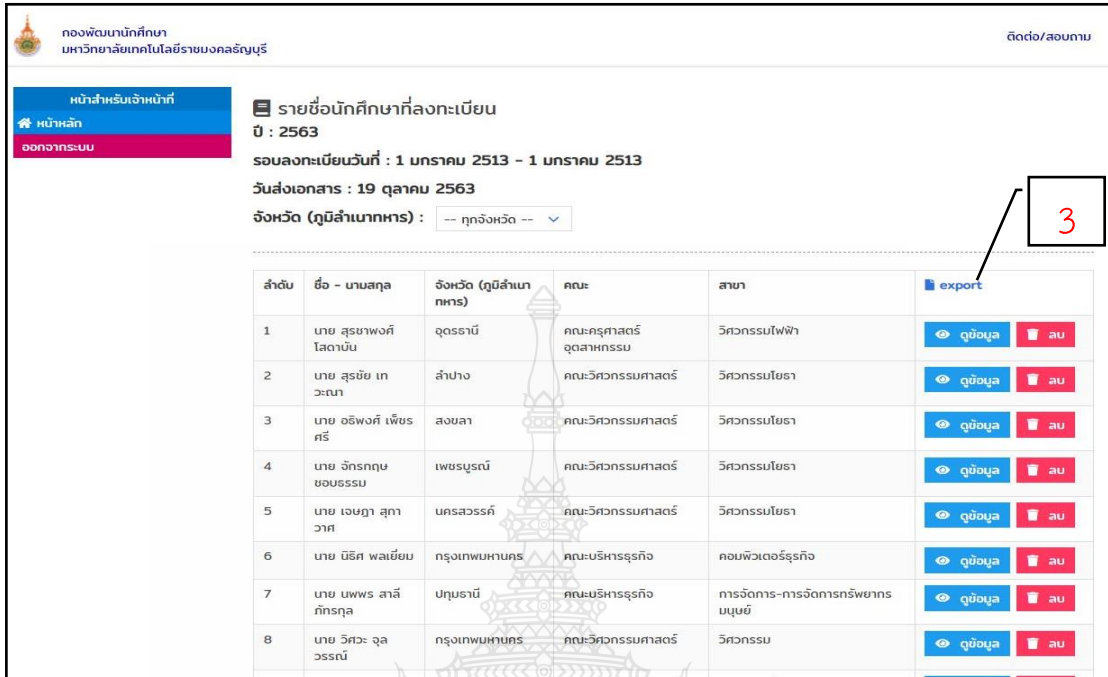 กองพัฒนานักศึกษา
มหาวิทยาลัยเทคโนโลยีราชมงคลธัญบุรี
ติดต่อ/สอบถาม
หน้าสำหรับเจ้าหน้าที่
หน้าหลัก
ออกจากระบบ
รายชื่อนักศึกษาที่ลงทะเบียน
ปี : 2563
รอบลงทะเบียนวันที่ : 1 มกราคม 2513 - 1 มกราคม 2513
วันส่งเอกสาร : 19 ตุลาคม 2563
จังหวัด (ภูมิลำเนาทหาร) : -- ทุกจังหวัด --
3
ลำดับ ชื่อ - นามสกุล จังหวัด (ภูมิลำเนา คณะ สาขา export
ทหาร)
1 นาย สุรชาพงศ์ อุดรธานี คณะครุศาสตร์ วิศวกรรมไฟฟ้า ดูข้อมูล ลบ
โสดาบัน อุตสาหกรรม
2 นาย สุรชัย เท ลำปาง คณะวิศวกรรมศาสตร์ วิศวกรรมโยธา ดูข้อมูล ลบ
วะณา
3 นาย อธิพงศ์ เพ็ชร สงขลา คณะวิศวกรรมศาสตร์ วิศวกรรมโยธา ดูข้อมูล ลบ
ศรี
4 นาย จักรกฤษ เพชรบูรณ์ คณะวิศวกรรมศาสตร์ วิศวกรรมโยธา ดูข้อมูล ลบ
ชอบธรรม
5 นาย เจษฎา สุภา นครสวรรค์ คณะวิศวกรรมศาสตร์ วิศวกรรมโยธา ดูข้อมูล ลบ
วาศ
6 นาย นิธิศ พลเยี่ยม กรุงเทพมหานคร คณะบริหารธุรกิจ คอมพิวเตอร์ธุรกิจ ดูข้อมูล ลบ
7 นาย นพพร สาลี ปทุมธานี คณะบริหารธุรกิจ การจัดการ-การจัดการทรัพยากร ดูข้อมูล ลบ
ภัทรกุล มนุษย์
8 นาย วิศวะ จุล กรุงเทพมหานคร คณะวิศวกรรมศาสตร์ วิศวกรรม ดูข้อมูล ลบ
วรรณ์